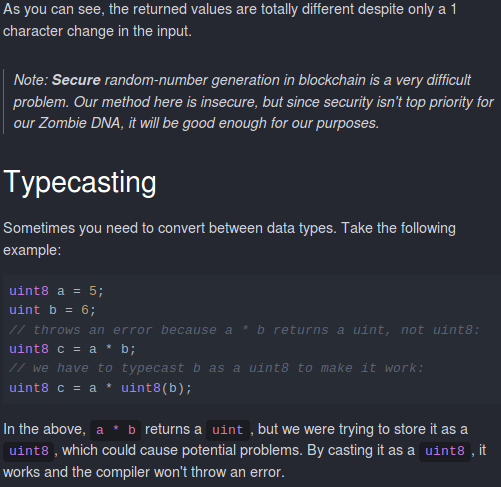 As you can see, the returned values are totally different despite only a 1
character change in the input.
Note: Secure random-number generation in blockchain is a very difficult
problem. Our method here is insecure, but since security isn't top priority for
our Zombie DNA, it will be good enough for our purposes.
Typecasting
Sometimes you need to convert between data types. Take the following
example:
uint8 a = 5;
uint b = 6;
// throws an error because a * b returns a uint, not uint8:
uint8 c = a * b;
// we have to typecast b as a uint8 to make it work:
uint8 c = a * uint8(b);
In the above, a * b returns a uint , but we were trying to store it as a
uint8 , which could cause potential problems. By casting it as a uint8 , it
works and the compiler won't throw an error.